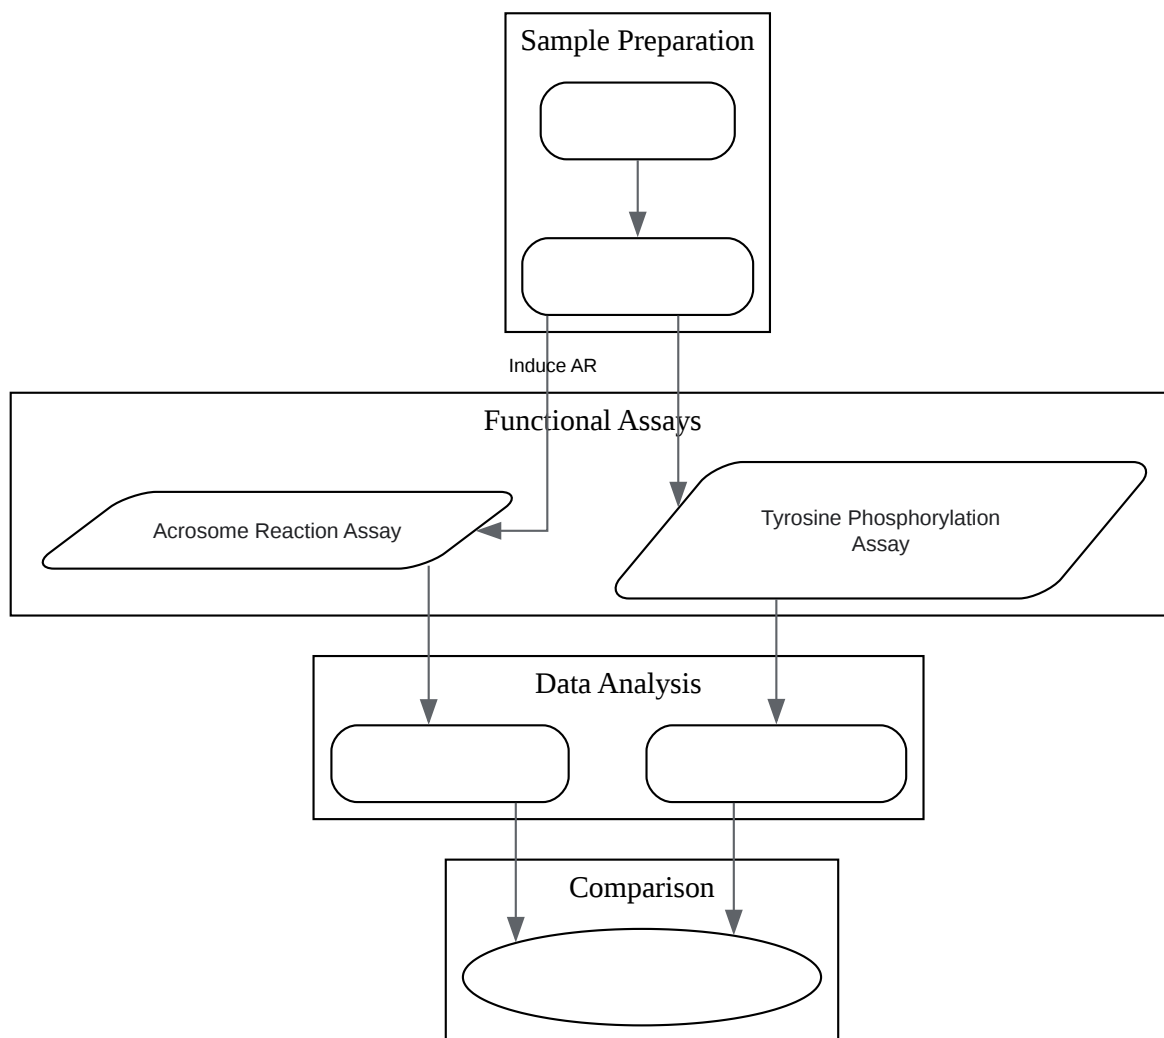 Sample Preparation
Induce AR
Functional Assays
Acrosome Reaction Assay
Tyrosine Phosphorylation
Assay
Data Analysis
Comparison